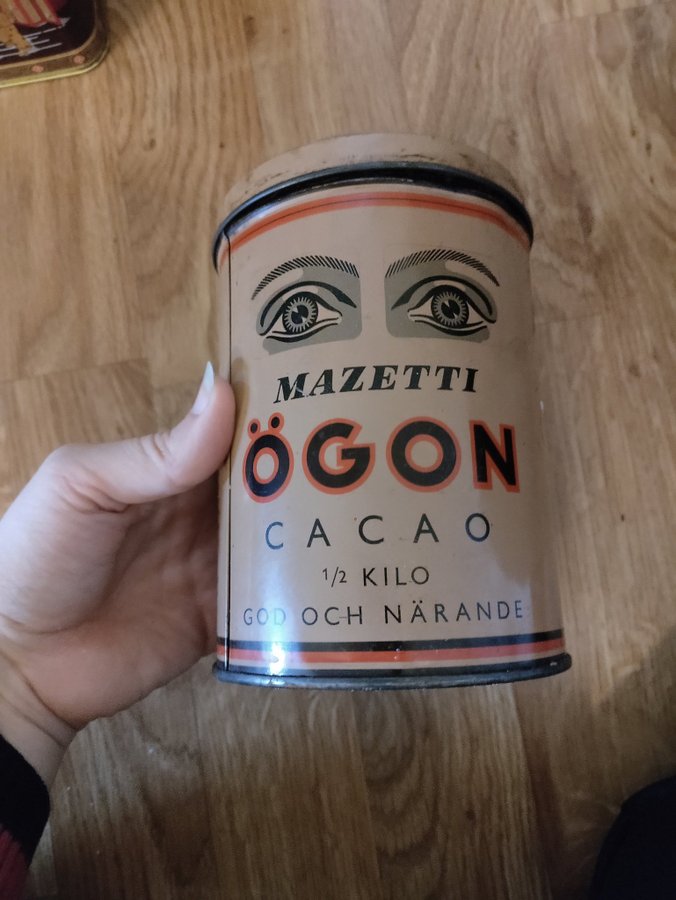 MAZETTI
ÖGON
CACAO
1/2 KILO
GOD OCH NÄRANDE